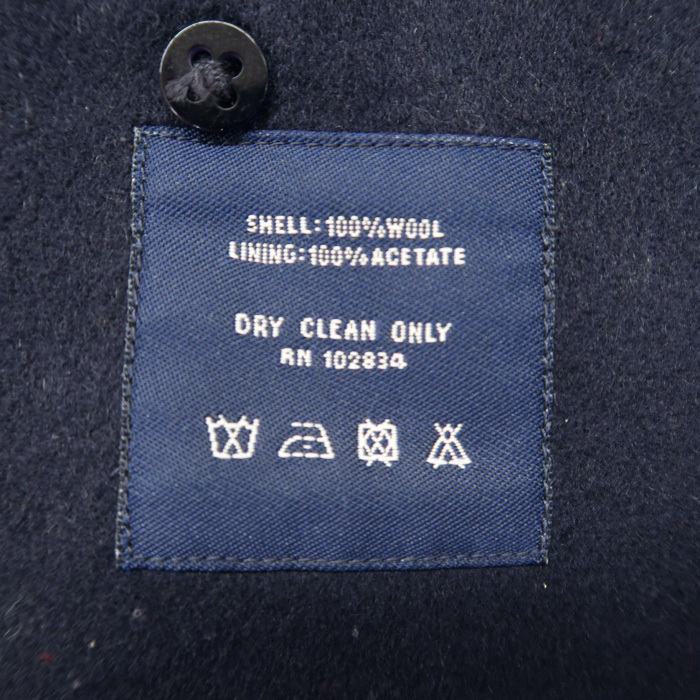 SHELL:100%WOOL
LINING:100%ACETATE
DRY CLEAN ONLY
RN 102834